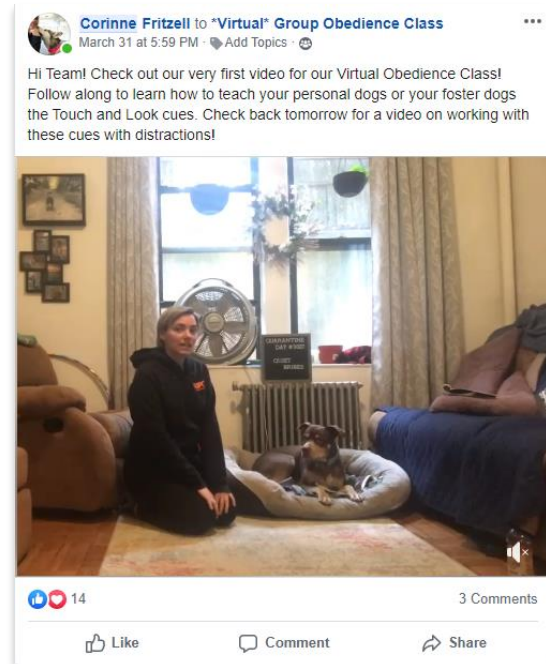 Corinne Fritzell to *Virtual* Group Obedience Class
March 31 at 5:59 PM · Add Topics ·
Hi Team! Check out our very first video for our Virtual Obedience Class!
Follow along to learn how to teach your personal dogs or your foster dogs
the Touch and Look cues. Check back tomorrow for a video on working with
these cues with distractions!
QUARANTINE
DAY
14
3 Comments
Like Comment Share